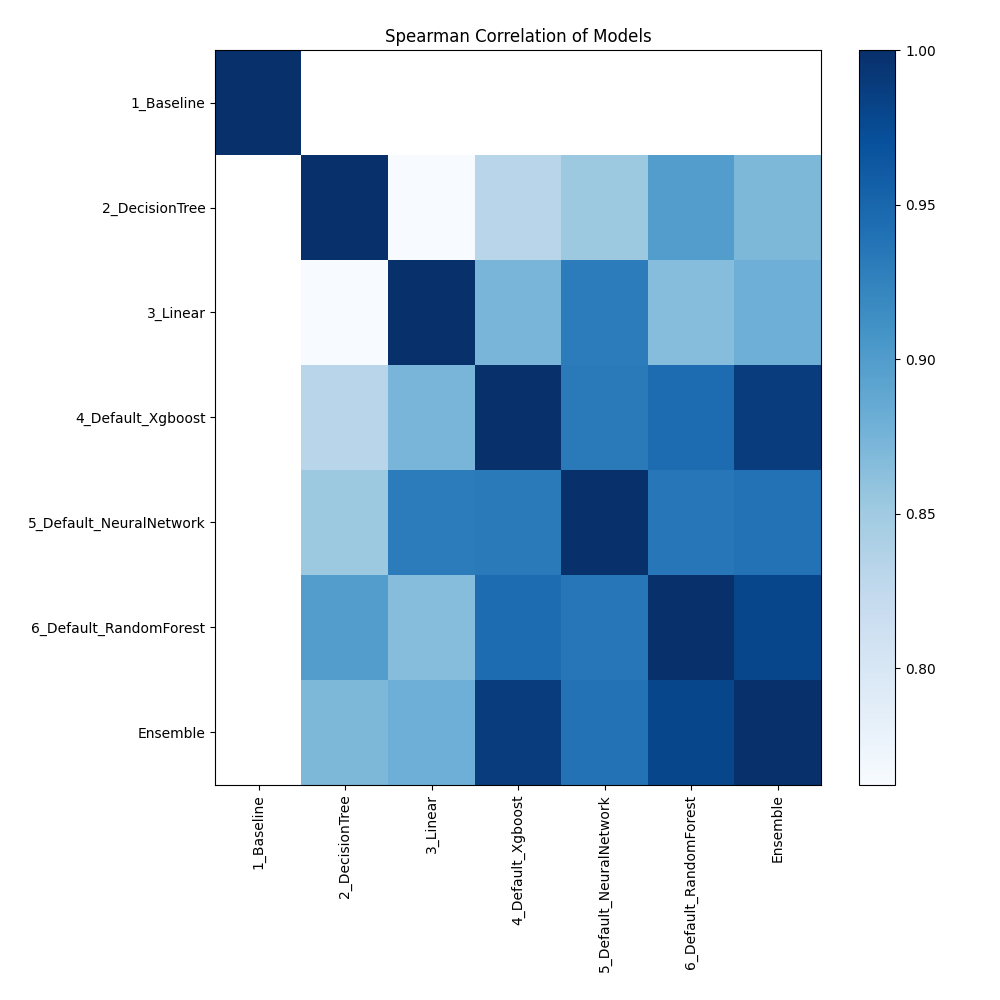 Spearman Correlation of Models
1_Baseline
2_DecisionTree
3_Linear
4_Default_Xgboost
5_Default_NeuralNetwork
6_Default_RandomForest
Ensemble
1_Baseline
2_DecisionTree
3_Linear
4_Default_Xgboost
5_Default_NeuralNetwork
6_Default_RandomForest
Ensemble
1.00
0.95
0.90
0.85
0.80